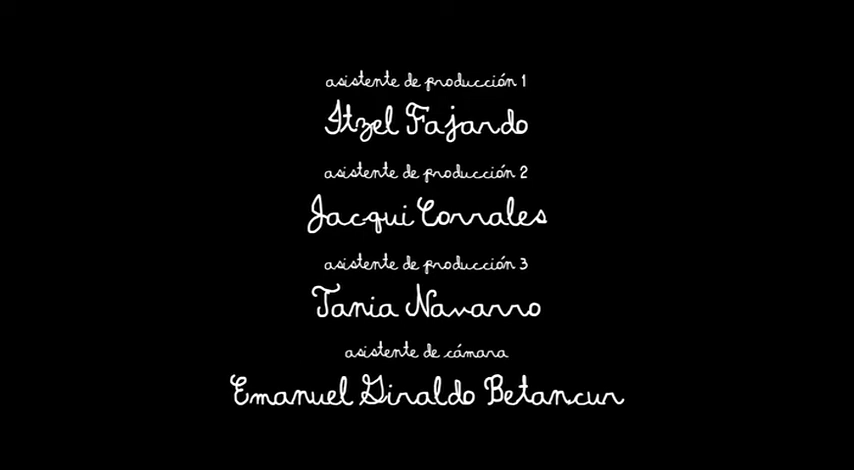 asistente de producción 1
Itzel Fajardo
asistente de producción 2
Jacqui Corrales
asistente de producción 3
Tania Navarro
asistente de cámara
Emanuel Giraldo Betancur